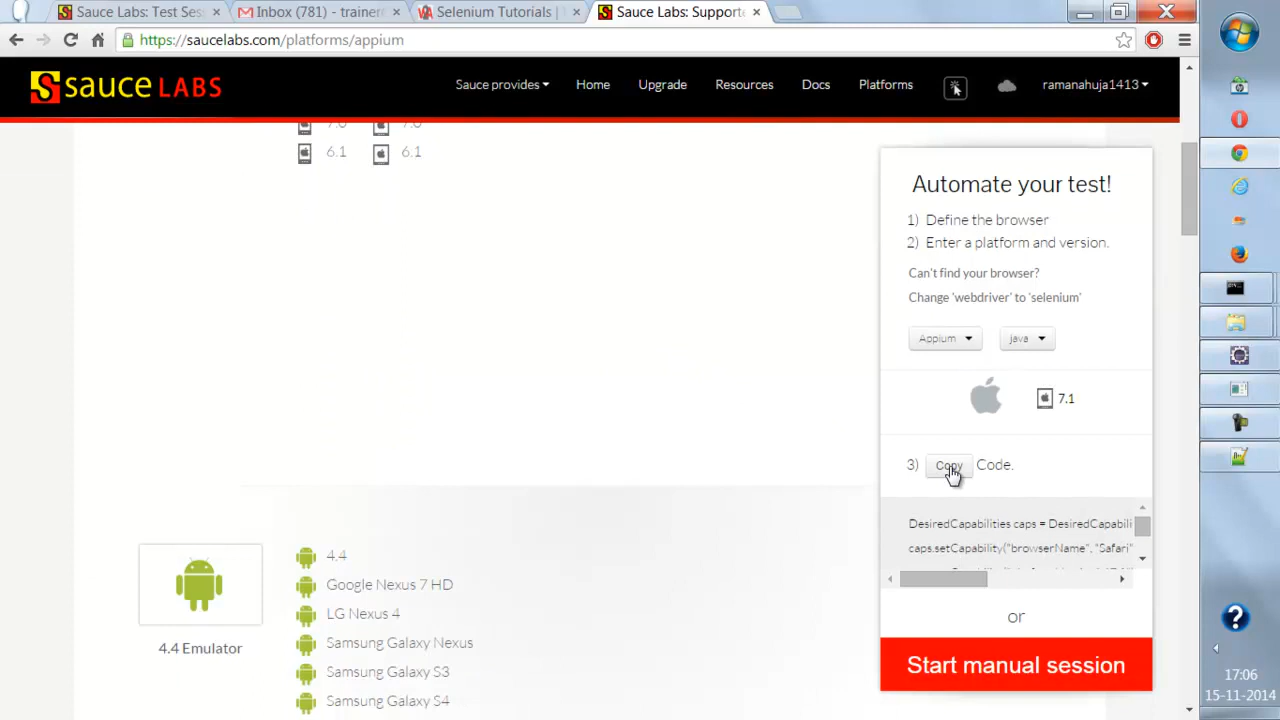 Sauce Labs: Test Ses
Inbox (781) - trainer
Selenium Tutorials |
Sauce Labs: Supporte
https://saucelabs.com/platforms/appium
sauce LABS
Sauce provides
Home
Upgrade
Resources
Docs
Platforms
ramanahuja1413
6.1
6.1
Automate your test!
1) Define the browser
2) Enter a platform and version.
Can't find your browser?
Change 'webdriver' to 'selenium'
Appium
java
7.1
3) Copy Code.
DesiredCapabilities caps = DesiredCapabili
caps.setCapability("browserName", "Safari"
or
Start manual session
4.4 Emulator
4.4
Google Nexus 7 HD
LG Nexus 4
Samsung Galaxy Nexus
Samsung Galaxy S3
Samsung Galaxy S4
17:06
15-11-2014